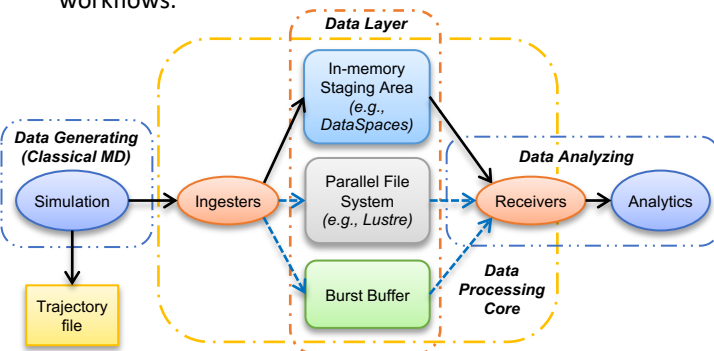 workflows.
Data Layer
In-memory
Staging Area
(e.g.,
DataSpaces)
Data Generating
(Classical MD)
Data Analyzing
Simulation
Ingesters
Parallel File
System
(e.g., Lustre)
Receivers
Analytics
Burst Buffer
Data
Processing
Core
Trajectory
file